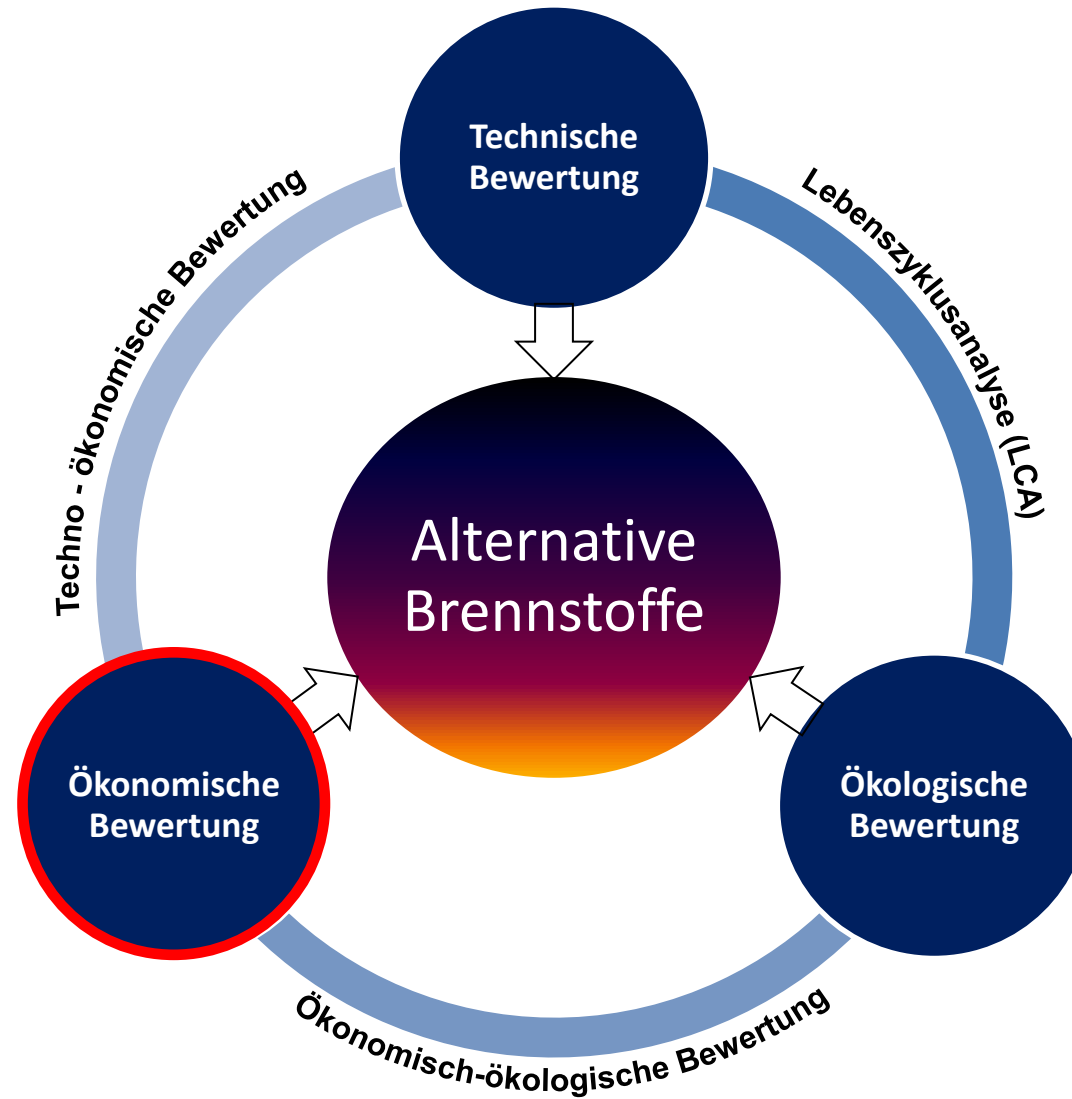 Technische
Bewertung
Techno - ökonomische Bewertung
Lebenszyklusanalyse (LCA)
Alternative
Brennstoffe
Ökonomische
Bewertung
Ökologische
Bewertung
Ökonomisch-ökologische Bewertung